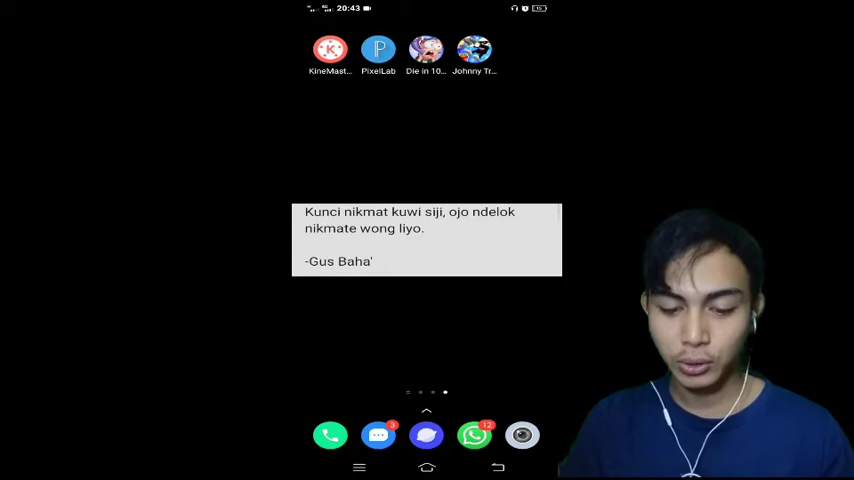 20:43
15
KineMast...
PixelLab
Die in 10...
Johnny Tr...
Kunci nikmat kuwi siji, ojo ndelok
nikmate wong liyo.
-Gus Baha'
3
12